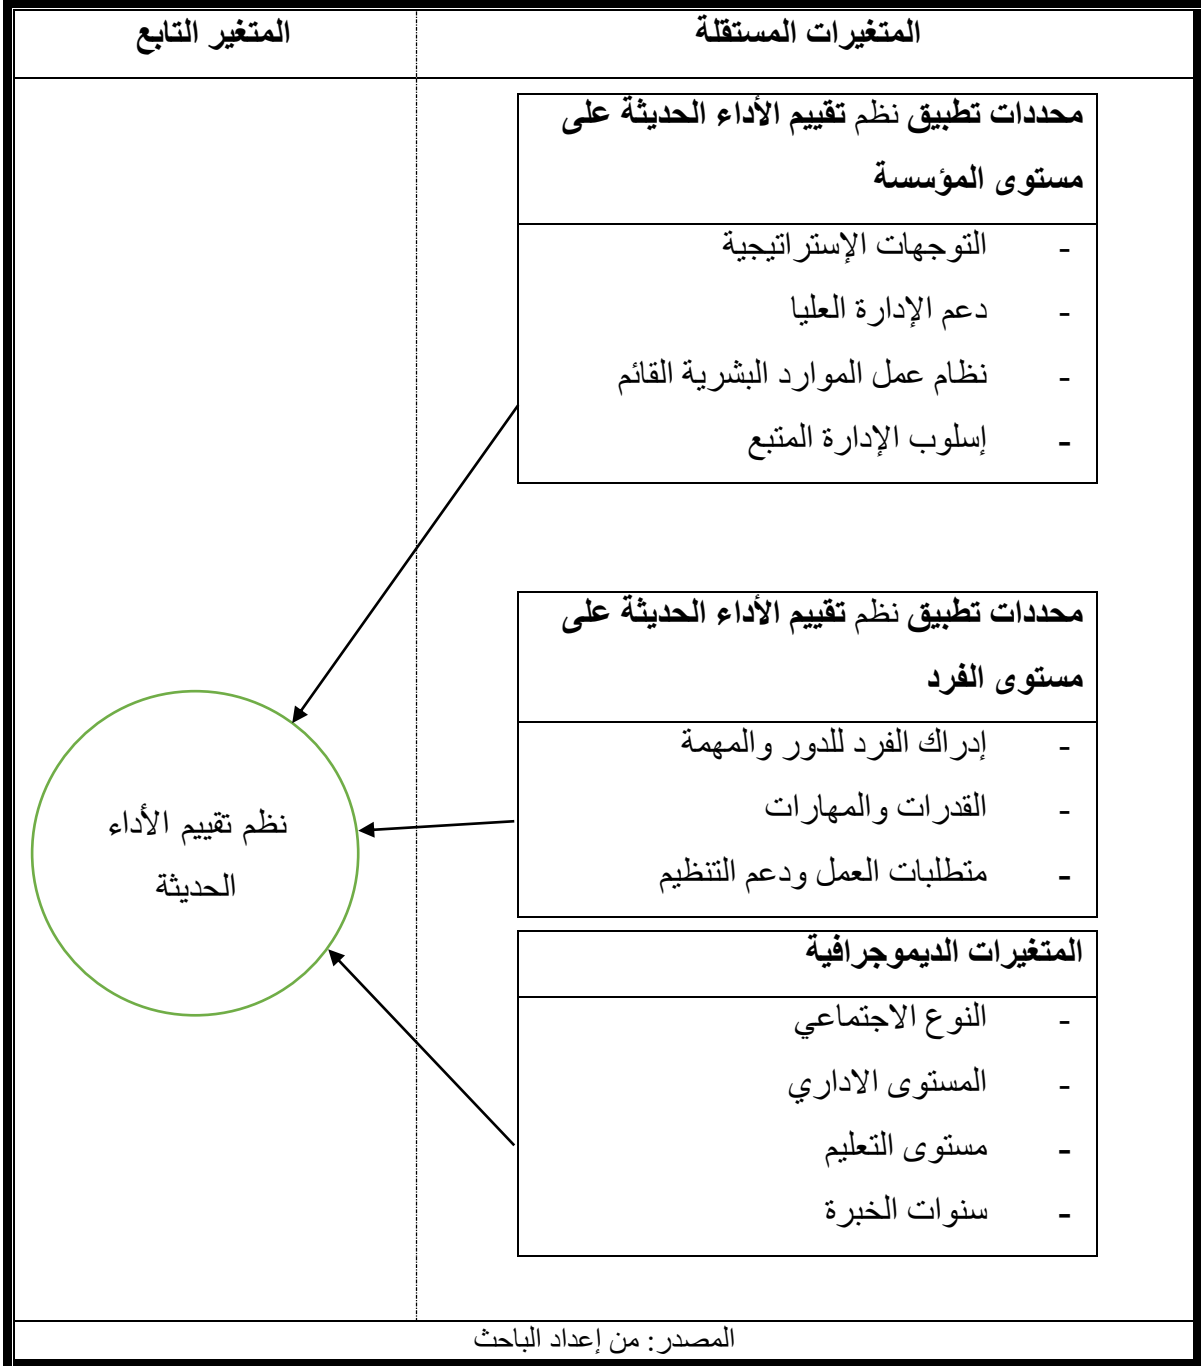 المتغيرات المستقلة
المتغير التابع
محددات تطبيق نظم تقييم الأداء الحديثة على
مستوى المؤسسة
- التوجهات الإستراتيجية
- دعم الإدارة العليا
- نظام عمل الموارد البشرية القائم
- إسلوب الإدارة المتبع
محددات تطبيق نظم تقييم الأداء الحديثة على
مستوى الفرد
- إدراك الفرد للدور والمهمة
- القدرات والمهارات
- متطلبات العمل ودعم التنظيم
المتغيرات الديموجرافية
- النوع الاجتماعي
- المستوى الاداري
- مستوى التعليم
- سنوات الخبرة
نظم تقييم الأداء
الحديثة
المصدر: من إعداد الباحث